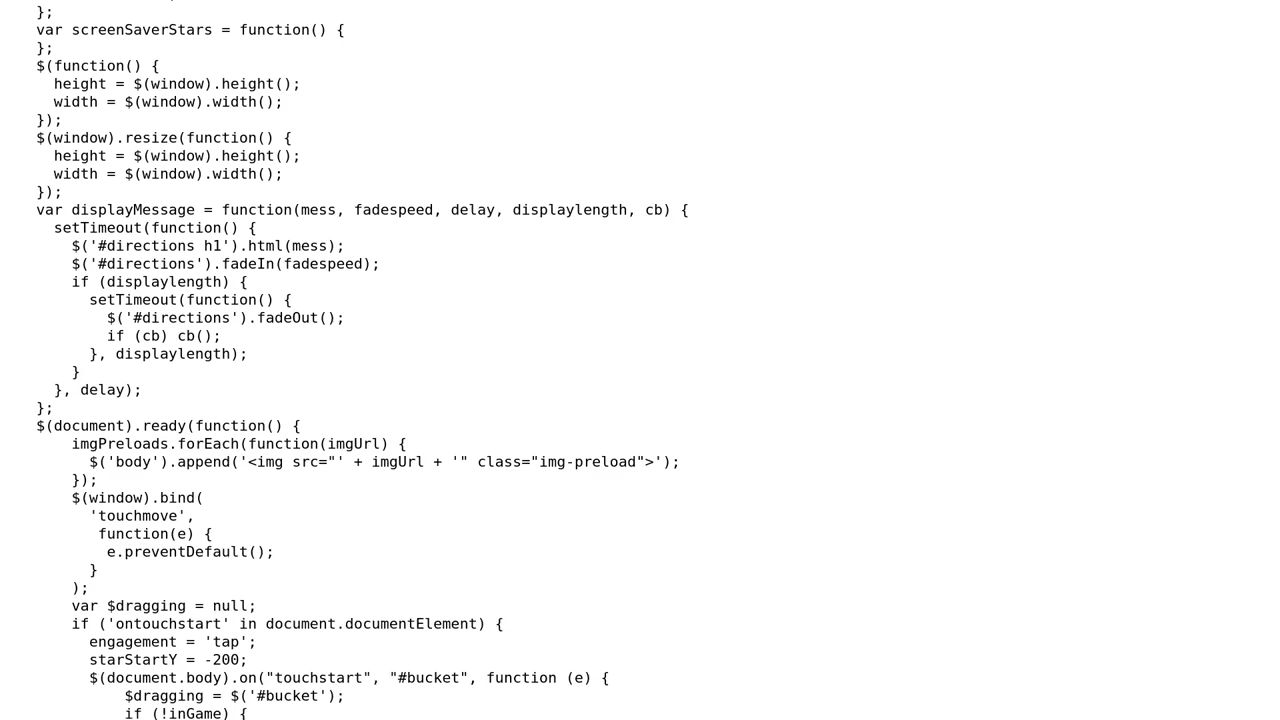 };
var screenSaverStars = function() {
};
$(function() {
height = $(window).height();
width = $(window).width();
});
$(window).resize(function() {
height = $(window).height();
width = $(window).width();
});
var displayMessage = function(mess, fadespeed, delay, displaylength, cb) {
setTimeout(function() {
$('#directions h1').html(mess);
$('#directions').fadeIn(fadespeed);
if (displaylength) {
setTimeout(function() {
$('#directions').fadeOut();
if (cb) cb();
}, displaylength);
}
}, delay);
};
$(document).ready(function() {
imgPreloads.forEach(function(imgUrl) {
$('body').append('<img src="' + imgUrl + '" class="img-preload">');
});
$(window).bind(
'touchmove',
function(e) {
e.preventDefault();
}
);
var $dragging = null;
if ('ontouchstart' in document.documentElement) {
engagement = 'tap';
starStartY = -200;
$(document.body).on("touchstart", "#bucket", function (e) {
$dragging = $('#bucket');
if (!inGame) {